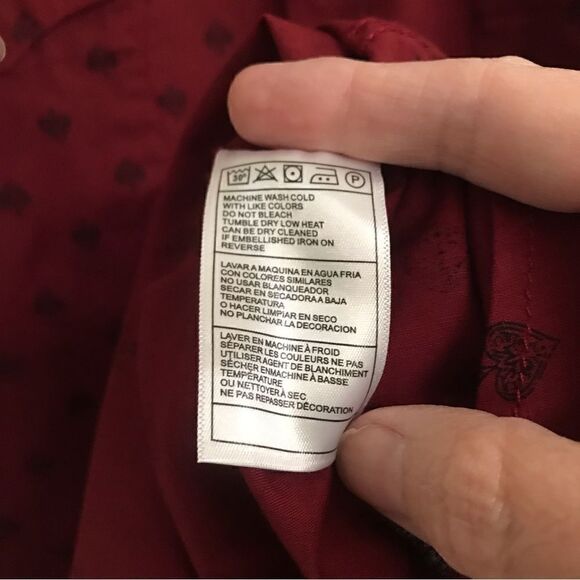 30°
P
MACHINE WASH COLD
WITH LIKE COLORS
DO NOT BLEACH
TUMBLE DRY LOW HEAT
CAN BE DRY CLEANED
IF EMBELLISHED IRON ON
REVERSE
LAVAR A MAQUINA EN AGUA FRIA
CON COLORES SIMILARES
NO USAR BLANQUEADOR
SECAR EN SECADORA A BAJA
TEMPERATURA
O HACER LIMPIAR EN SECO
NO PLANCHAR LA DECORACION
LAVER EN MACHINE À FROID
SÉPARER LES COULEURS NE PAS
UTILISER AGENT DE BLANCHIMENT
SÉCHER EN MACHINE À BASSE
TEMPÉRATURE
OU NETTOYER À SEC
NE PAS REPASSER DÉCORATION